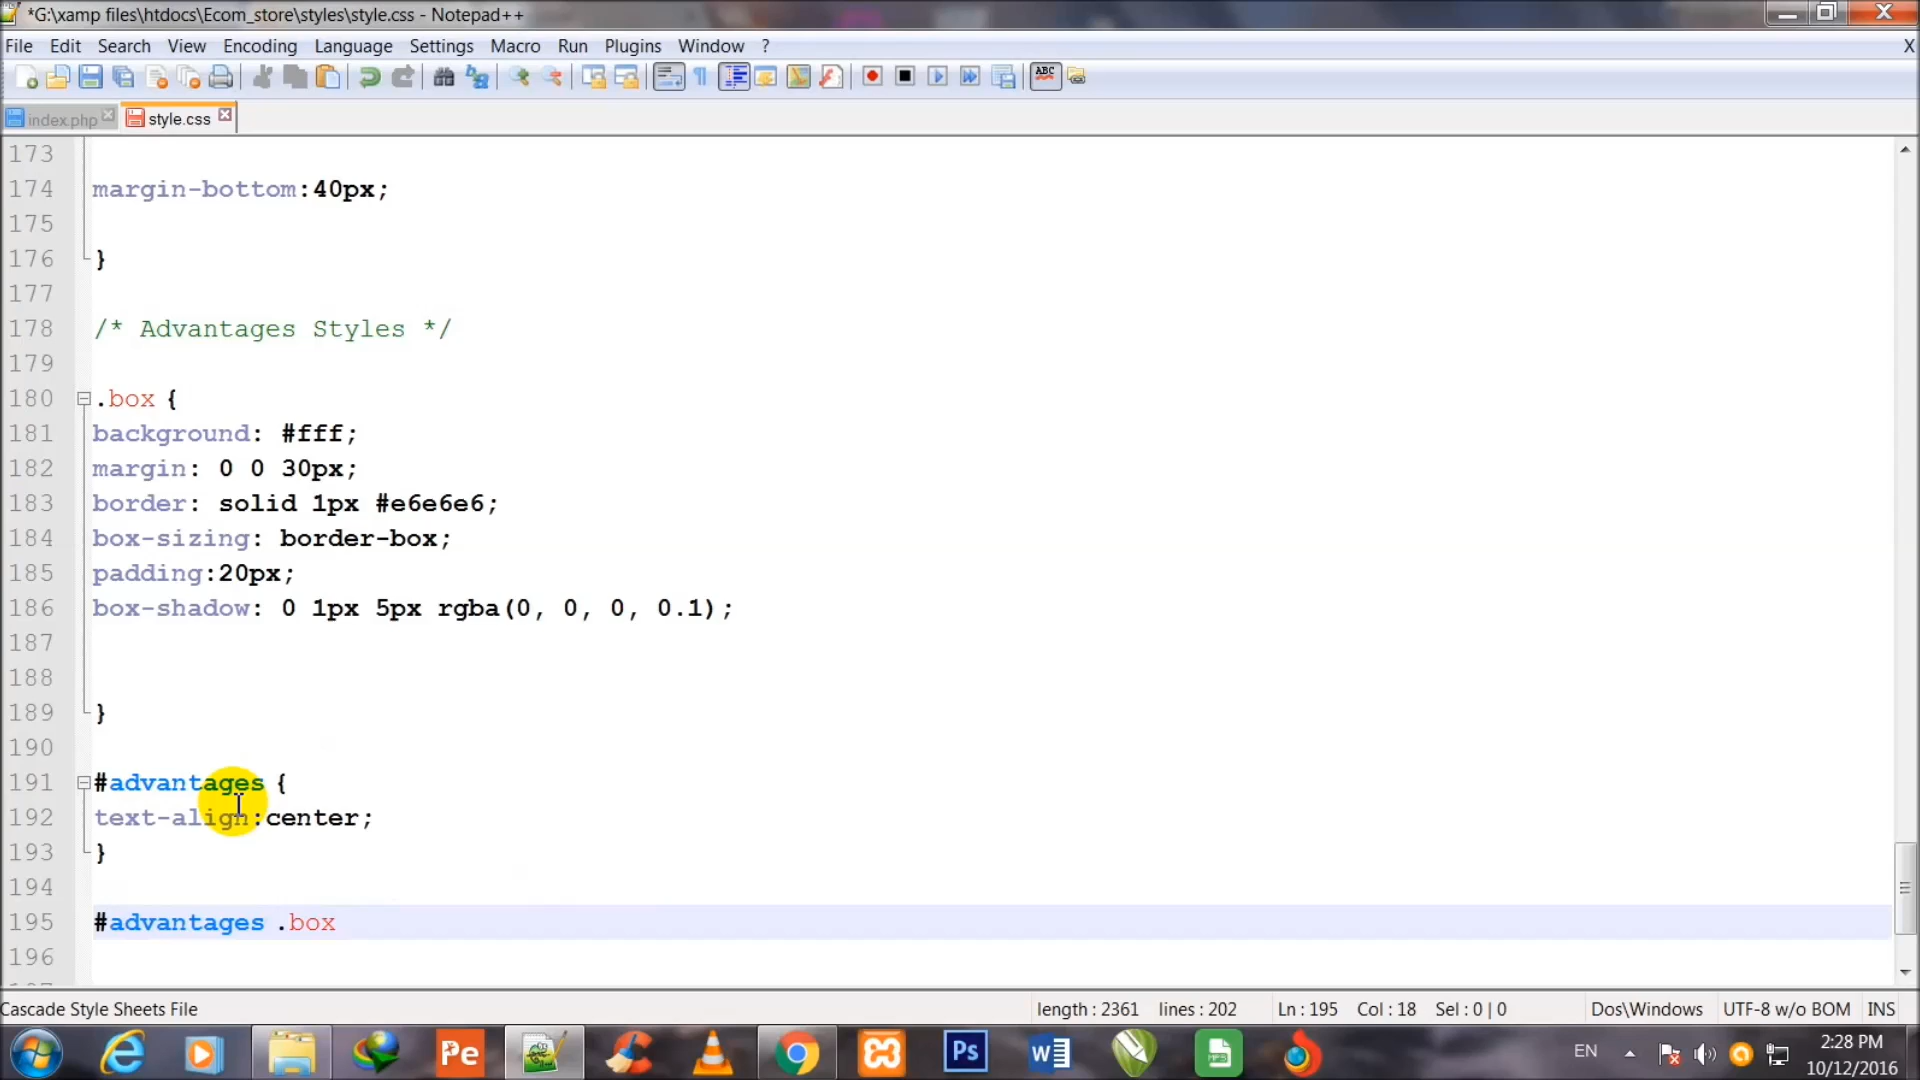 *G:\xamp files\htdocs\Ecom_store\styles\style.css - Notepad++
File Edit Search View Encoding Language Settings Macro Run Plugins Window ? X
ABC
index.php style.css
173
174 margin-bottom:40px;
175
176 }
177
178 /* Advantages Styles */
179
180 .box {
181 background: #fff;
182 margin: 0 0 30px;
183 border: solid 1px #e6e6e6;
184 box-sizing: border-box;
185 padding:20px;
186 box-shadow: 0 1px 5px rgba(0, 0, 0, 0.1);
187
188
189 }
190
191 #advantages {
192 text-align:center;
193 }
194
195 #advantages .box
196
Cascade Style Sheets File length : 2361 lines : 202 Ln : 195 Col : 18 Sel : 0 | 0 Dos\Windows UTF-8 w/o BOM INS
Pe Ps W EN 2:28 PM
10/12/2016